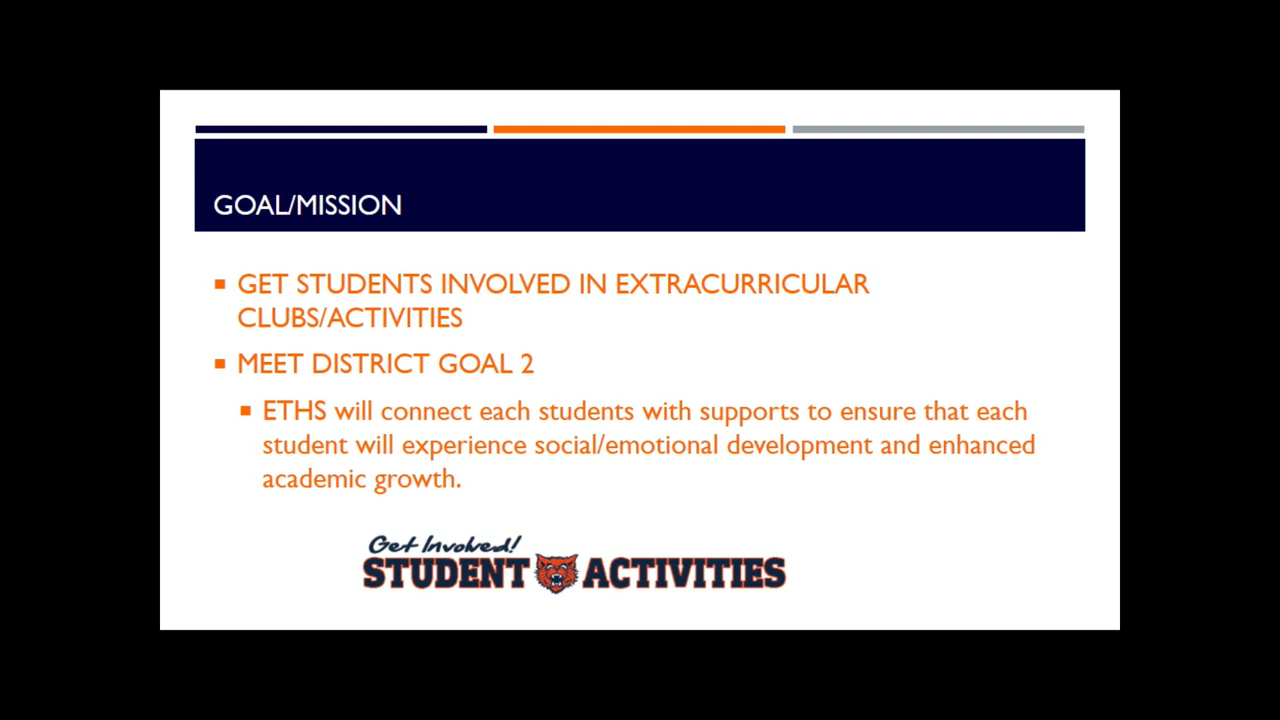 GOAL/MISSION
GET STUDENTS INVOLVED IN EXTRACURRICULAR
CLUBS/ACTIVITIES
MEET DISTRICT GOAL 2
ETHS will connect each students with supports to ensure that each
student will experience social/emotional development and enhanced
academic growth.
Get Involved!
STUDENT ACTIVITIES